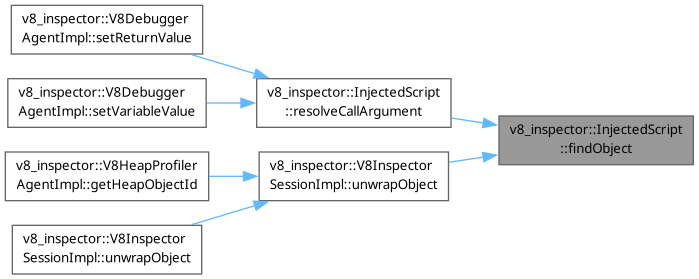 v8_inspector::V8Debugger
AgentImpl::setReturnValue
v8_inspector::V8Debugger
AgentImpl::setVariableValue
v8_inspector::InjectedScript
::resolveCallArgument
v8_inspector::InjectedScript
::findObject
v8_inspector::V8HeapProfiler
AgentImpl::getHeapObjectId
v8_inspector::V8Inspector
SessionImpl::unwrapObject
v8_inspector::V8Inspector
SessionImpl::unwrapObject